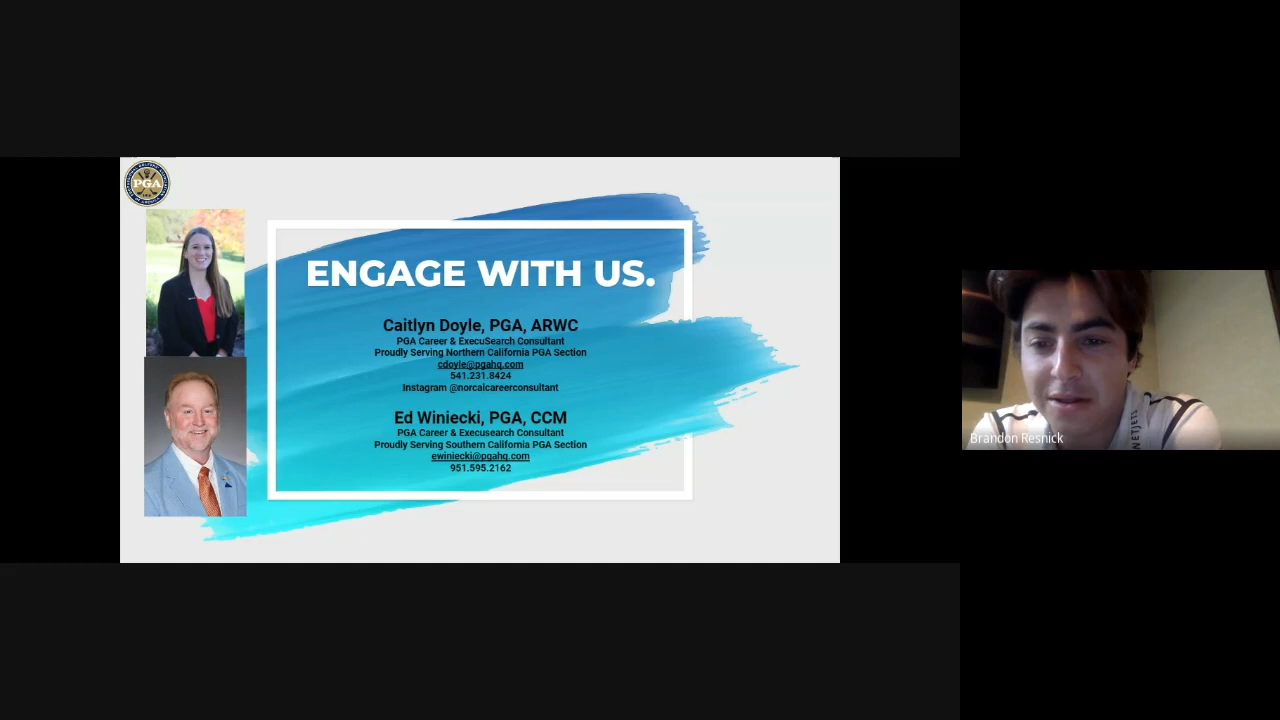 PGA
ENGAGE WITH US.
Caitlyn Doyle, PGA, ARWC
PGA Career & ExecuSearch Consultant
Proudly Serving Northern California PGA Section
cdoyle@pgahq.com
541.231.8424
Instagram @norcalcareerconsultant
Ed Winiecki, PGA, CCM
PGA Career & Execusearch Consultant
Proudly Serving Southern California PGA Section
ewiniecki@pgahq.com
951.595.2162
Brandon Resnick
NETJETS